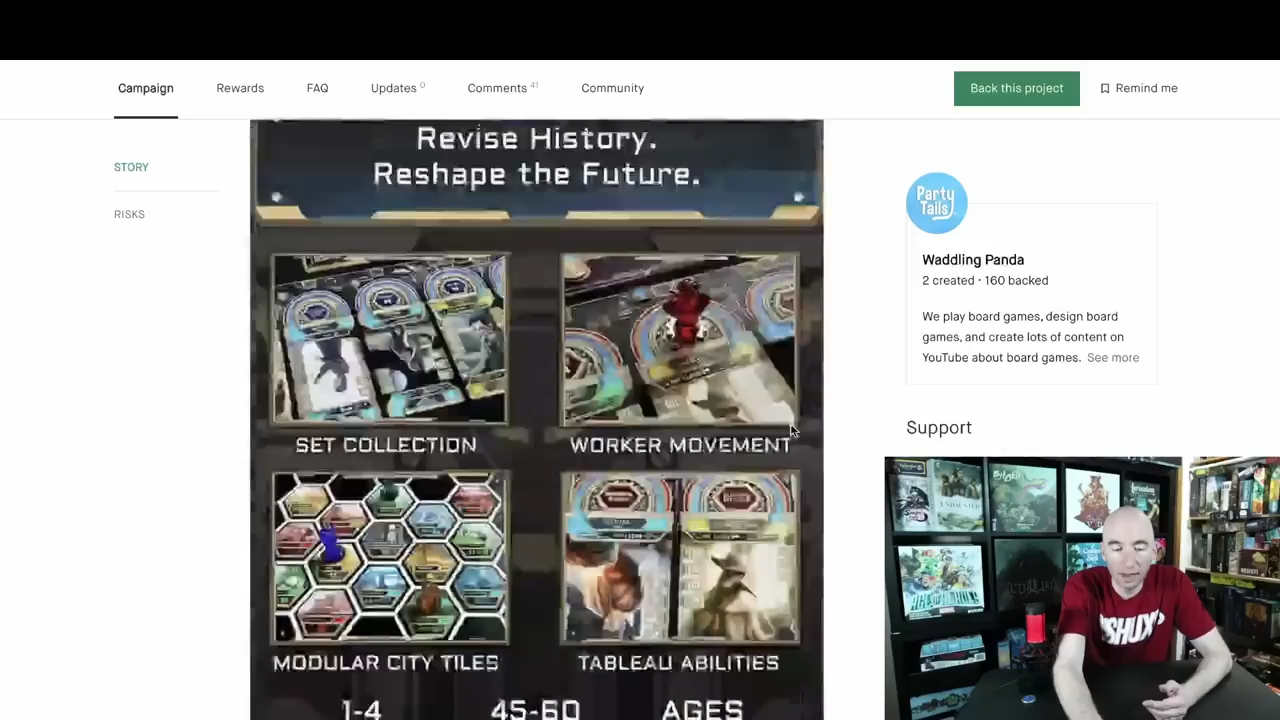 Campaign
Rewards
FAQ
Updates 0
Comments 41
Community
Back this project
Remind me
STORY
RISKS
Revise History.
Reshape the Future.
SET COLLECTION
WORKER MOVEMENT
MODULAR CITY TILES
TABLEAU ABILITIES
1-4
45-60
AGES
Party
Tails
Waddling Panda
2 created · 160 backed
We play board games, design board
games, and create lots of content on
YouTube about board games. See more
Support
UNDAUNTED
CTHULHU
SHUX